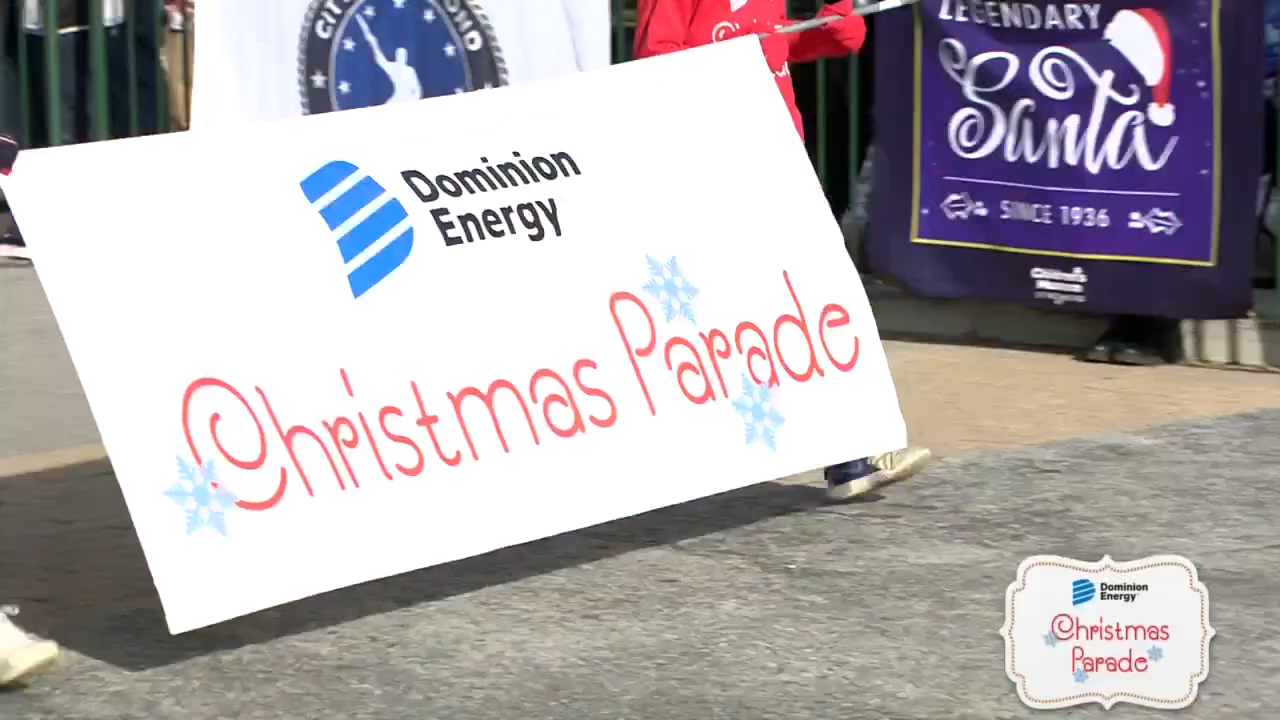 LEGENDARY
Santa
SINCE 1936
Dominion
Energy
Christmas Parade
Dominion
Energy
Christmas
Parade